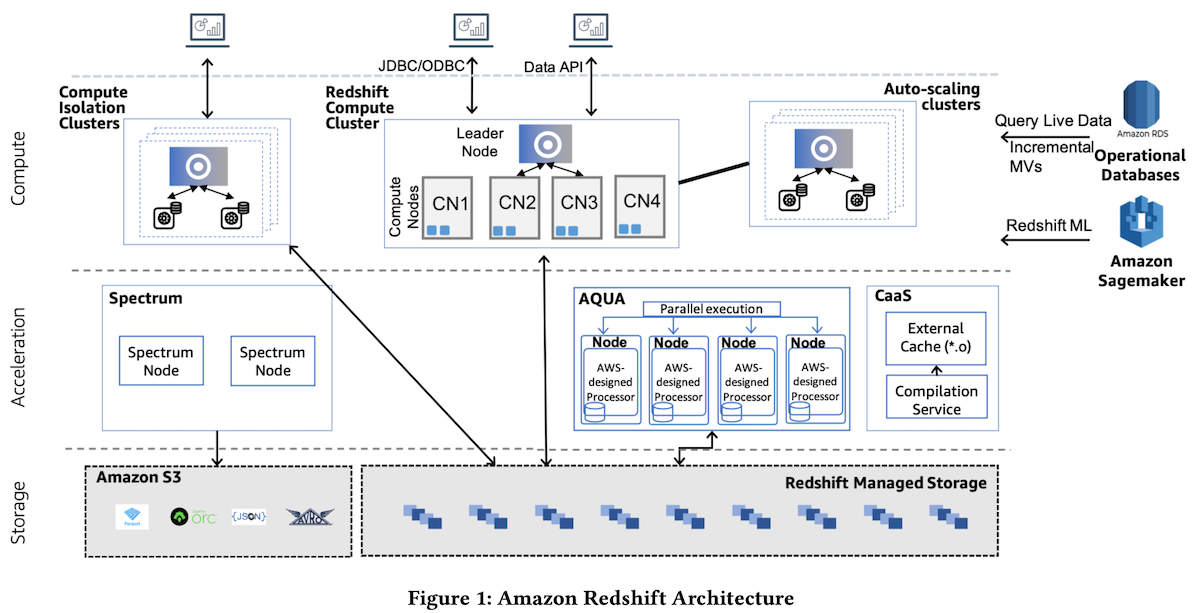 JDBC/ODBC
Data API
Compute
Isolation
Clusters
Redshift
Compute
Cluster
Auto-scaling
clusters
Leader
Node
Compute
Nodes
CN1
CN2
CN3
CN4
Query Live Data
Incremental
MVs
Amazon RDS
Operational
Databases
Redshift ML
Amazon
Sagemaker
Compute
Spectrum
Spectrum
Node
Spectrum
Node
AQUA
Parallel execution
Node
AWS-
designed
Processor
Node
AWS-
designed
Processor
Node
AWS-
designed
Processor
Node
AWS-
designed
Processor
CaaS
External
Cache (*.o)
Compilation
Service
Acceleration
Amazon S3
Parquet
orc
{JSON}
AVRO
Redshift Managed Storage
Storage
Figure 1: Amazon Redshift Architecture